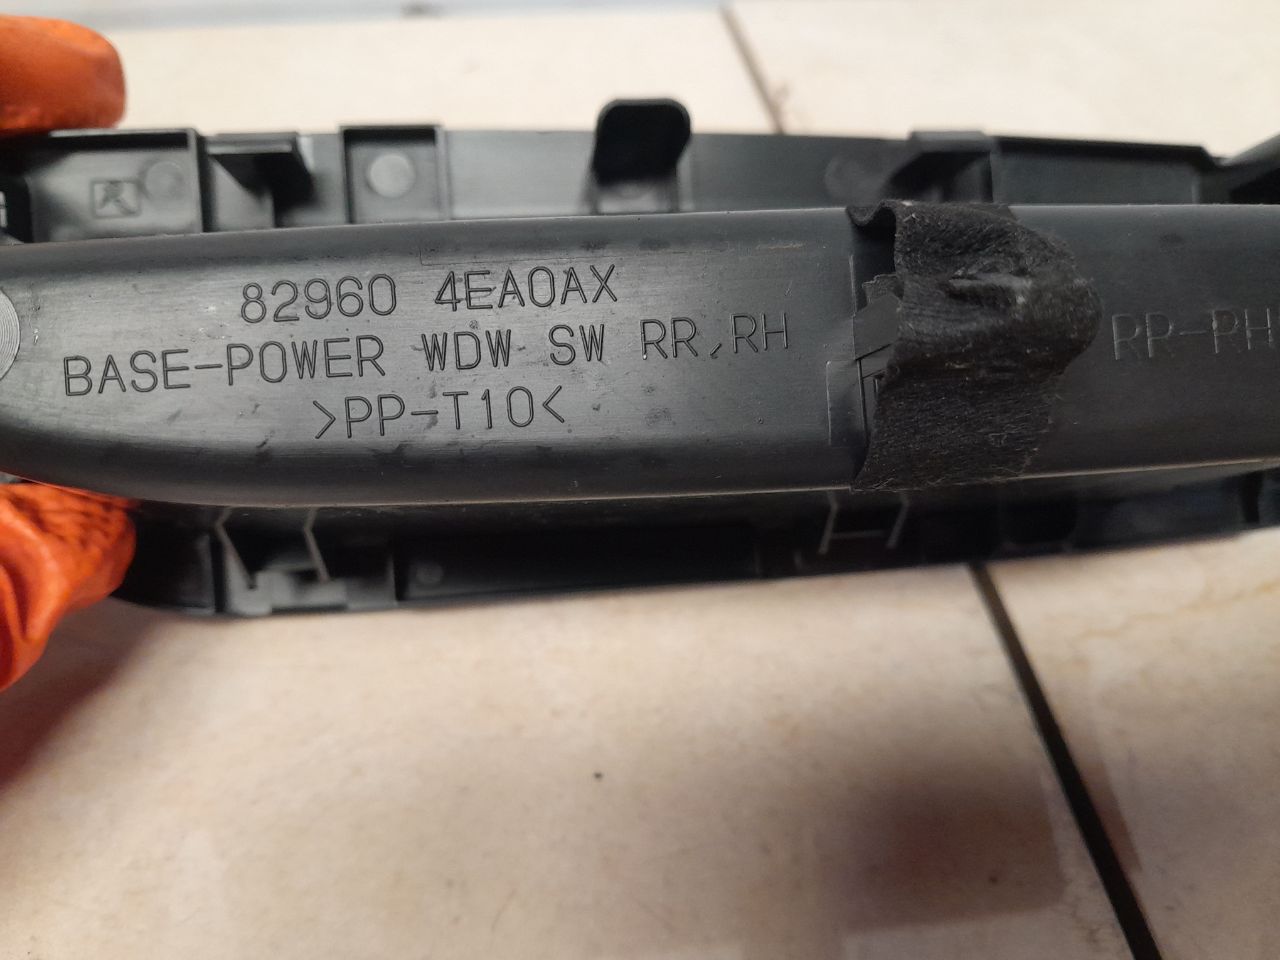 82960 4EA0AX
BASE-POWER WDW SW RR,RH
>PP-T10<
RR-RH